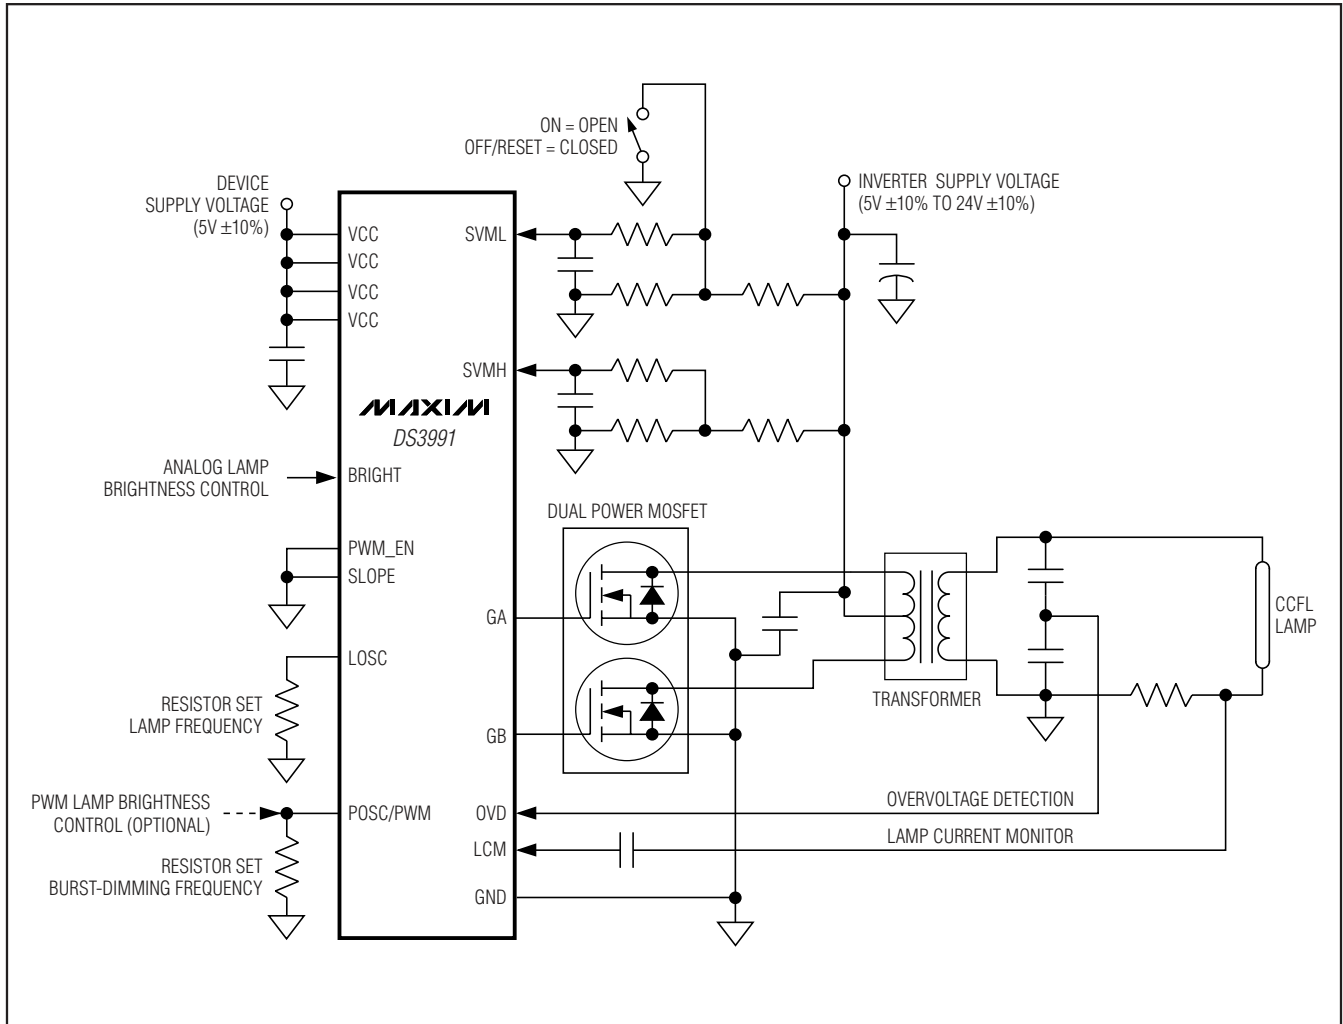 ON = OPEN
OFF/RESET = CLOSED
DEVICE
SUPPLY VOLTAGE
(5V ±10%)
INVERTER SUPPLY VOLTAGE
(5V ±10% TO 24V ±10%)
VCC
VCC
VCC
VCC
SVML
SVMH
MAXIM
DS3991
ANALOG LAMP
BRIGHTNESS CONTROL
BRIGHT
DUAL POWER MOSFET
PWM_EN
SLOPE
GA
CCFL
LAMP
LOSC
RESISTOR SET
LAMP FREQUENCY
TRANSFORMER
GB
PWM LAMP BRIGHTNESS
CONTROL (OPTIONAL)
POSC/PWM
OVD
OVERVOLTAGE DETECTION
LCM
LAMP CURRENT MONITOR
RESISTOR SET
BURST-DIMMING FREQUENCY
GND